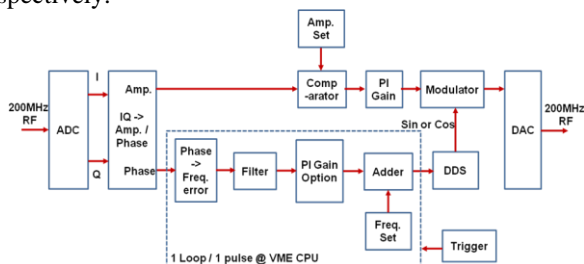 spectively.
Amp.
Set
I
Amp.
Comp
-arator
PI
Gain
Modulator
200MHz
RF
ADC
IQ ->
Amp. /
Phase
Sin or Cos
DAC
200MHz
RF
Q
Phase
Phase
->
Freq.
error
Filter
PI Gain
Option
Adder
DDS
Freq.
Set
Trigger
1 Loop / 1 pulse @ VME CPU